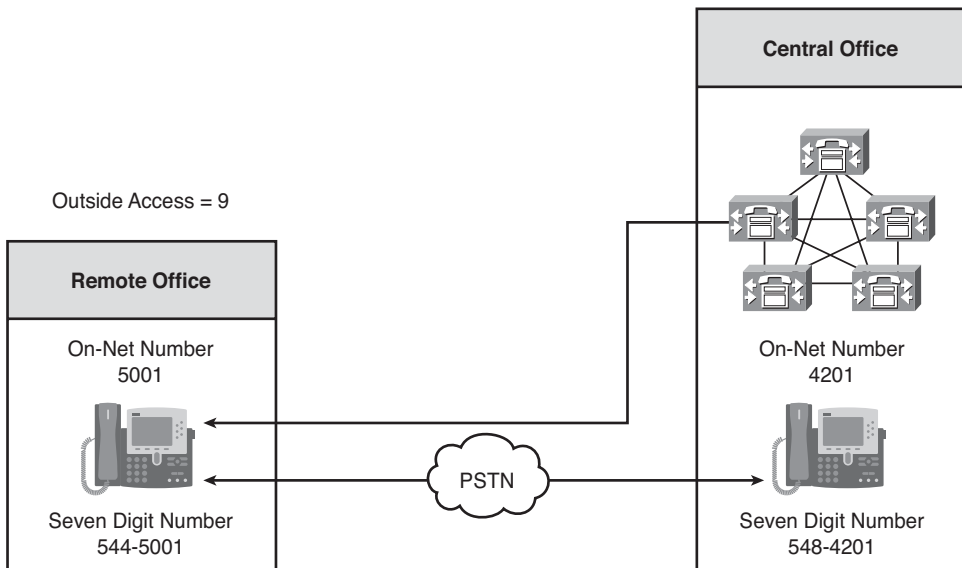 Central Office
Outside Access = 9
Remote Office
On-Net Number
5001
On-Net Number
4201
PSTN
Seven Digit Number
544-5001
Seven Digit Number
548-4201